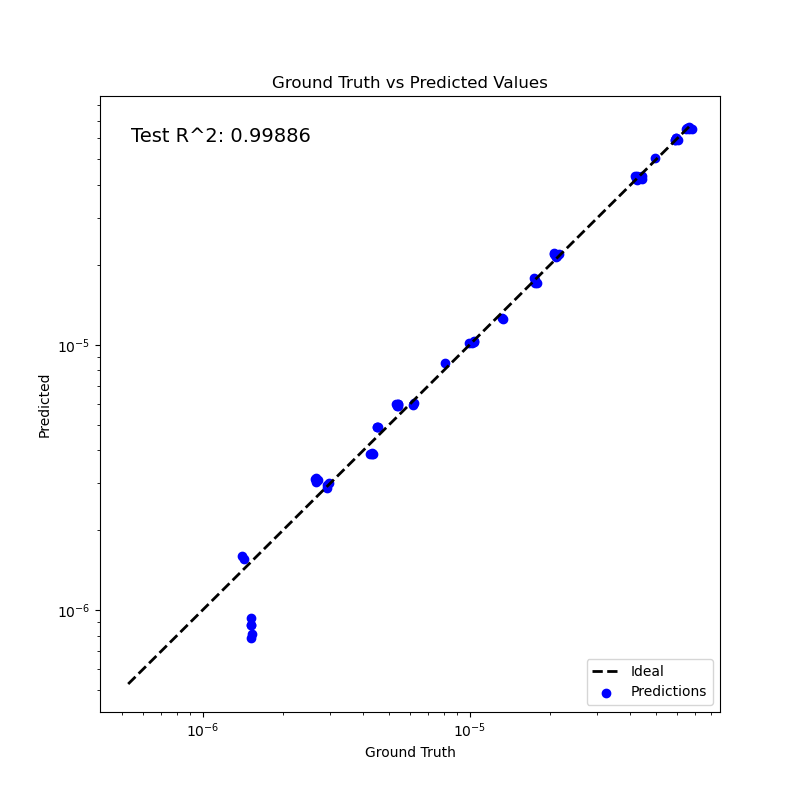 Ground Truth vs Predicted Values
Test R^2: 0.99886
Predicted
10⁻⁵
10⁻⁶
10⁻⁶
10⁻⁵
Ground Truth
Ideal
Predictions